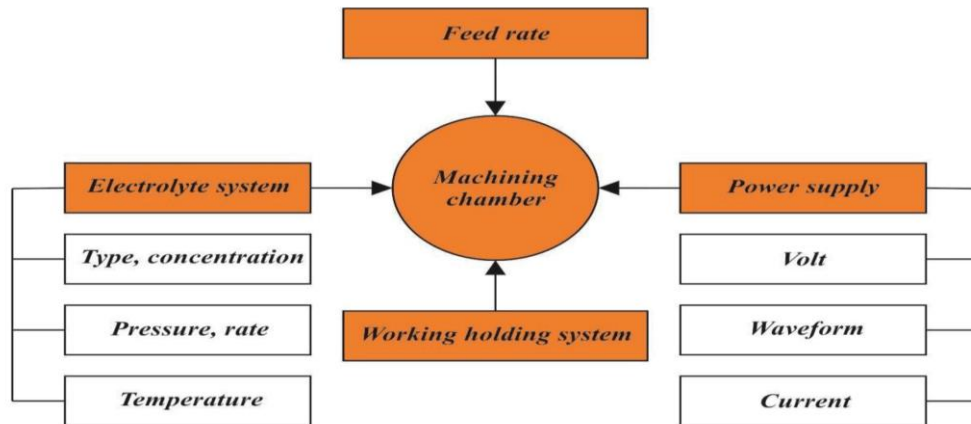 Feed rate
Electrolyte system
Machining
chamber
Power supply
Type, concentration
Volt
Pressure, rate
Working holding system
Waveform
Temperature
Current